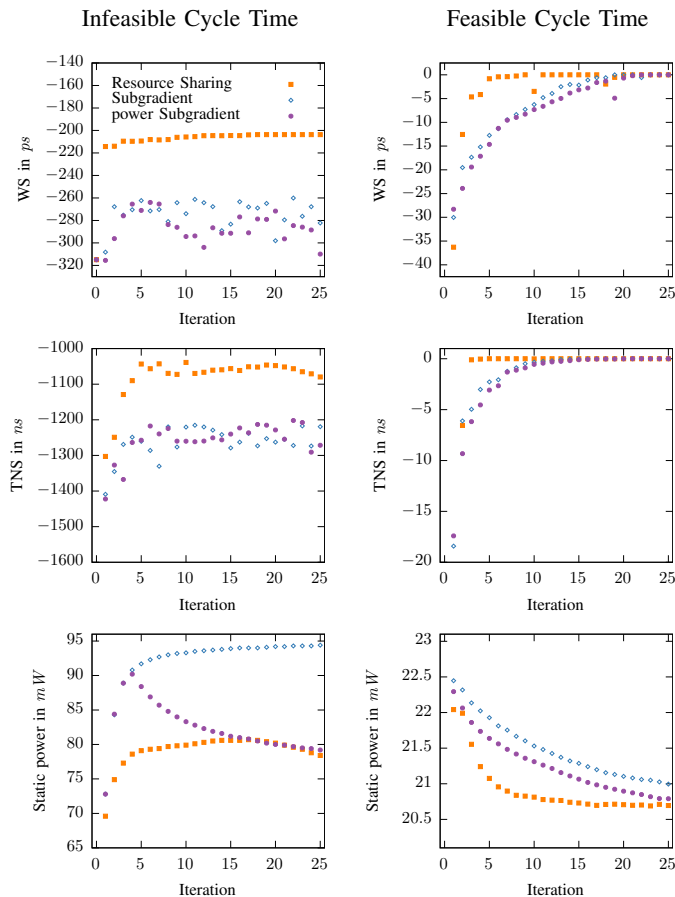 Infeasible Cycle Time
Feasible Cycle Time
−140
−160
−180
−200
−220
−240
−260
−280
−300
−320
WS in ps
Resource Sharing
Subgradient
power Subgradient
0 5 10 15 20 25
Iteration
0
−5
−10
−15
−20
−25
−30
−35
−40
WS in ps
0 5 10 15 20 25
Iteration
−1000
−1100
−1200
−1300
−1400
−1500
−1600
TNS in ns
0 5 10 15 20 25
Iteration
0
−5
−10
−15
−20
TNS in ns
0 5 10 15 20 25
Iteration
95
90
85
80
75
70
65
Static power in mW
0 5 10 15 20 25
Iteration
23
22.5
22
21.5
21
20.5
Static power in mW
0 5 10 15 20 25
Iteration